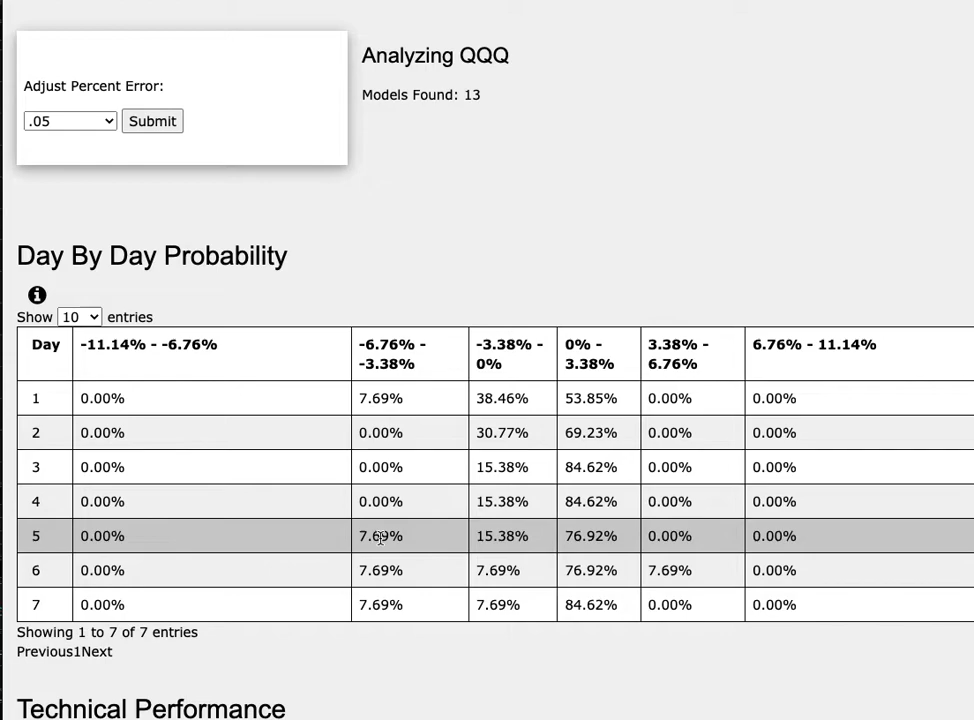 Adjust Percent Error:
.05 Submit
Analyzing QQQ
Models Found: 13
Day By Day Probability
Show 10 entries
Day -11.14% - -6.76% -6.76% - -3.38% -3.38% - 0% 0% - 3.38% 3.38% - 6.76% 6.76% - 11.14%
1 0.00% 7.69% 38.46% 53.85% 0.00% 0.00%
2 0.00% 0.00% 30.77% 69.23% 0.00% 0.00%
3 0.00% 0.00% 15.38% 84.62% 0.00% 0.00%
4 0.00% 0.00% 15.38% 84.62% 0.00% 0.00%
5 0.00% 7.69% 15.38% 76.92% 0.00% 0.00%
6 0.00% 7.69% 7.69% 76.92% 7.69% 0.00%
7 0.00% 7.69% 7.69% 84.62% 0.00% 0.00%
Showing 1 to 7 of 7 entries
Previous1Next
Technical Performance